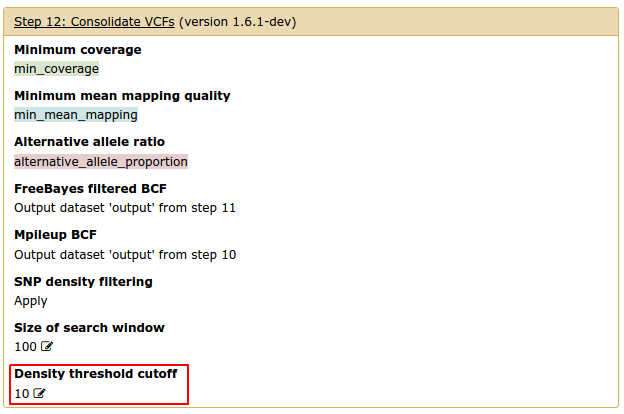 Step 12: Consolidate VCFs (version 1.6.1-dev)
Minimum coverage
min_coverage
Minimum mean mapping quality
min_mean_mapping
Alternative allele ratio
alternative_allele_proportion
FreeBayes filtered BCF
Output dataset 'output' from step 11
Mpileup BCF
Output dataset 'output' from step 10
SNP density filtering
Apply
Size of search window
100
Density threshold cutoff
10